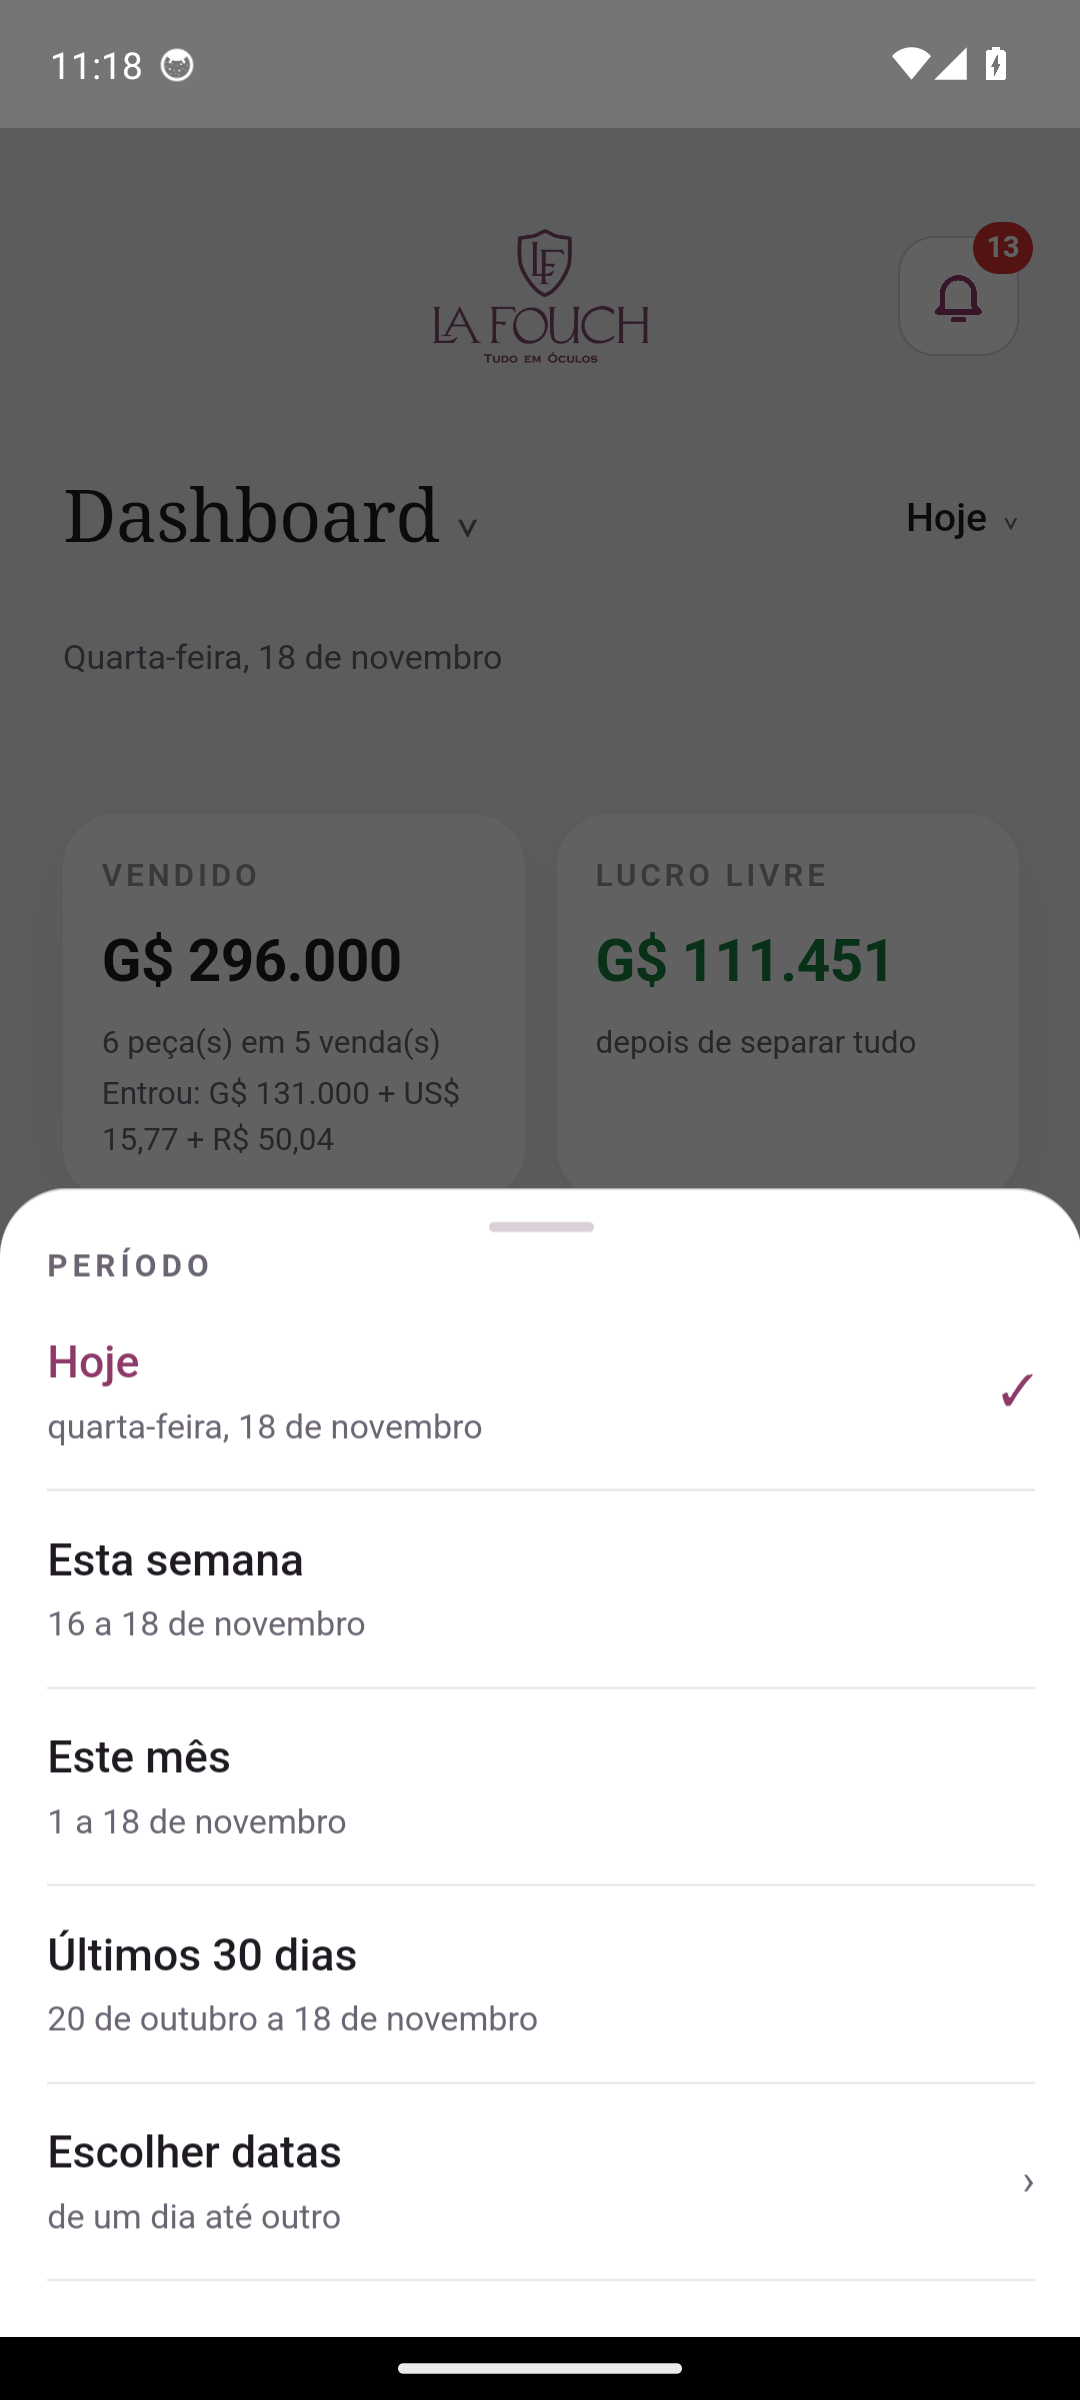 11:18
13
LF
LA FOUCH
TUDO EM ÓCULOS
Dashboard
Hoje
Quarta-feira, 18 de novembro
VENDIDO
G$ 296.000
6 peça(s) em 5 venda(s)
Entrou: G$ 131.000 + US$
15,77 + R$ 50,04
LUCRO LIVRE
G$ 111.451
depois de separar tudo
PERÍODO
Hoje
quarta-feira, 18 de novembro
Esta semana
16 a 18 de novembro
Este mês
1 a 18 de novembro
Últimos 30 dias
20 de outubro a 18 de novembro
Escolher datas
de um dia até outro